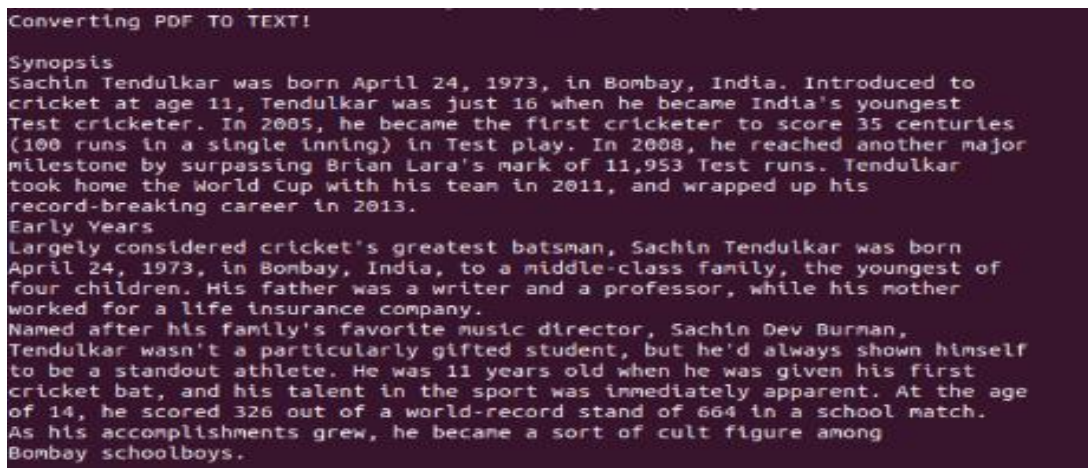 Converting PDF TO TEXT!
Synopsis
Sachin Tendulkar was born April 24, 1973, in Bombay, India. Introduced to
cricket at age 11, Tendulkar was just 16 when he became India's youngest
Test cricketer. In 2005, he became the first cricketer to score 35 centuries
(100 runs in a single inning) in Test play. In 2008, he reached another major
milestone by surpassing Brian Lara's mark of 11,953 Test runs. Tendulkar
took home the World Cup with his team in 2011, and wrapped up his
record-breaking career in 2013.
Early Years
Largely considered cricket's greatest batsman, Sachin Tendulkar was born
April 24, 1973, in Bombay, India, to a middle-class family, the youngest of
four children. His father was a writer and a professor, while his mother
worked for a life insurance company.
Named after his family's favorite music director, Sachin Dev Burman,
Tendulkar wasn't a particularly gifted student, but he'd always shown himself
to be a standout athlete. He was 11 years old when he was given his first
cricket bat, and his talent in the sport was immediately apparent. At the age
of 14, he scored 326 out of a world-record stand of 664 in a school match.
As his accomplishments grew, he became a sort of cult figure among
Bombay schoolboys.